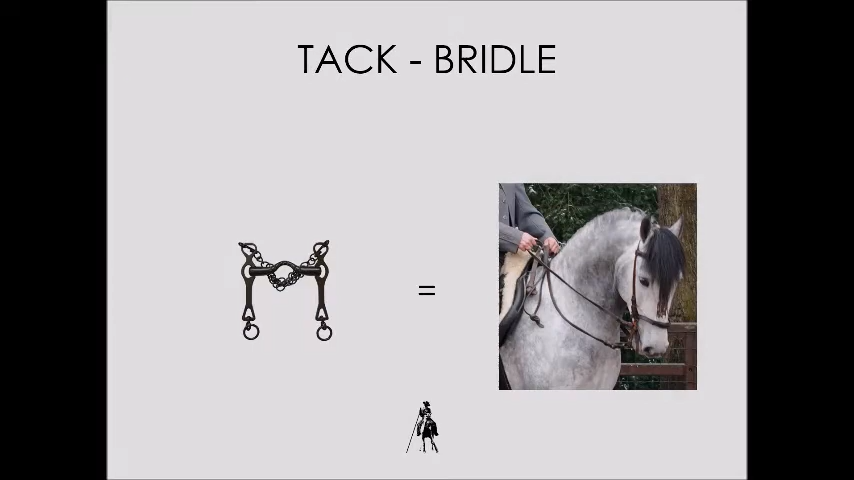 TACK - BRIDLE
=